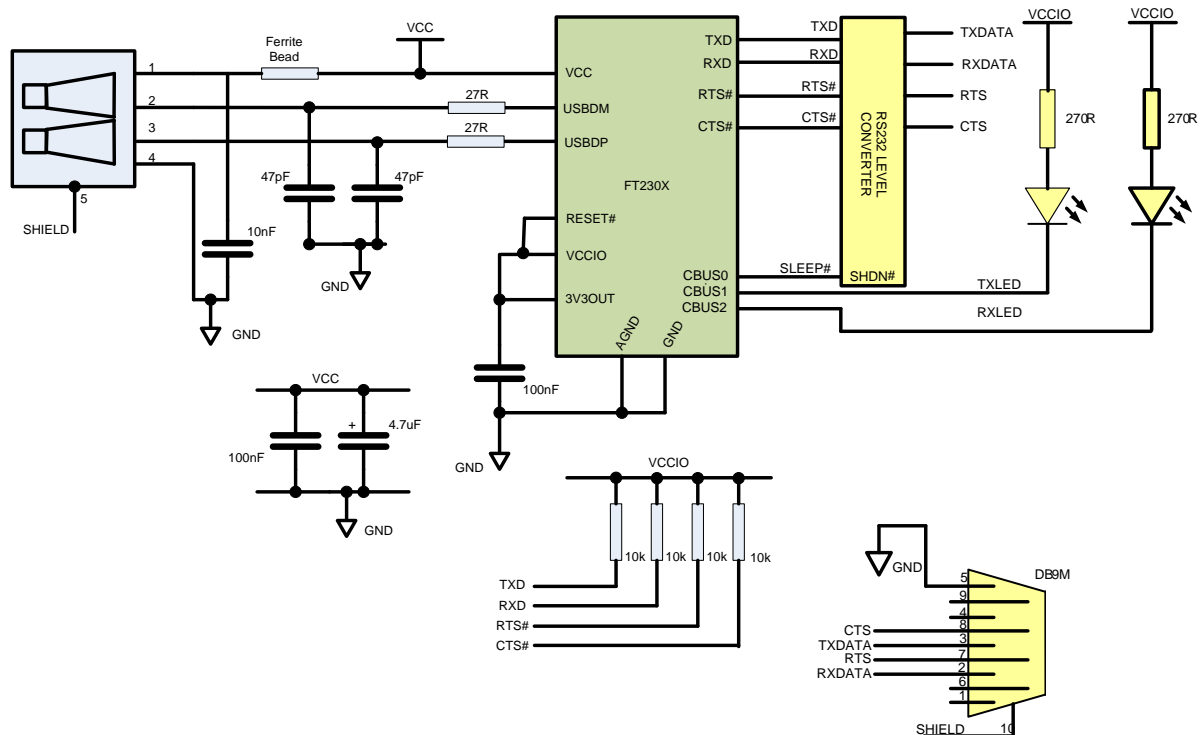 VCCIO
VCCIO
VCC
Ferrite
Bead
TXD
TXD
TXDATA
1
VCC
RXD
RXD
RXDATA
27R
2
USBDM
RTS#
RTS#
RTS
270R
270R
27R
3
USBDP
CTS#
CTS#
CTS
4
RS232 LEVEL
CONVERTER
47pF
47pF
FT230X
5
SHIELD
10nF
RESET#
VCCIO
GND
CBUS0
SLEEP#
SHDN#
CBUS1
TXLED
3V3OUT
CBUS2
RXLED
GND
AGND
GND
VCC
100nF
+
4.7uF
100nF
GND
VCCIO
GND
10k
10k
10k
10k
GND
DB9M
TXD
5
RXD
9
RTS#
4
CTS#
CTS
8
TXDATA
3
RTS
7
RXDATA
2
6
1
SHIELD
10